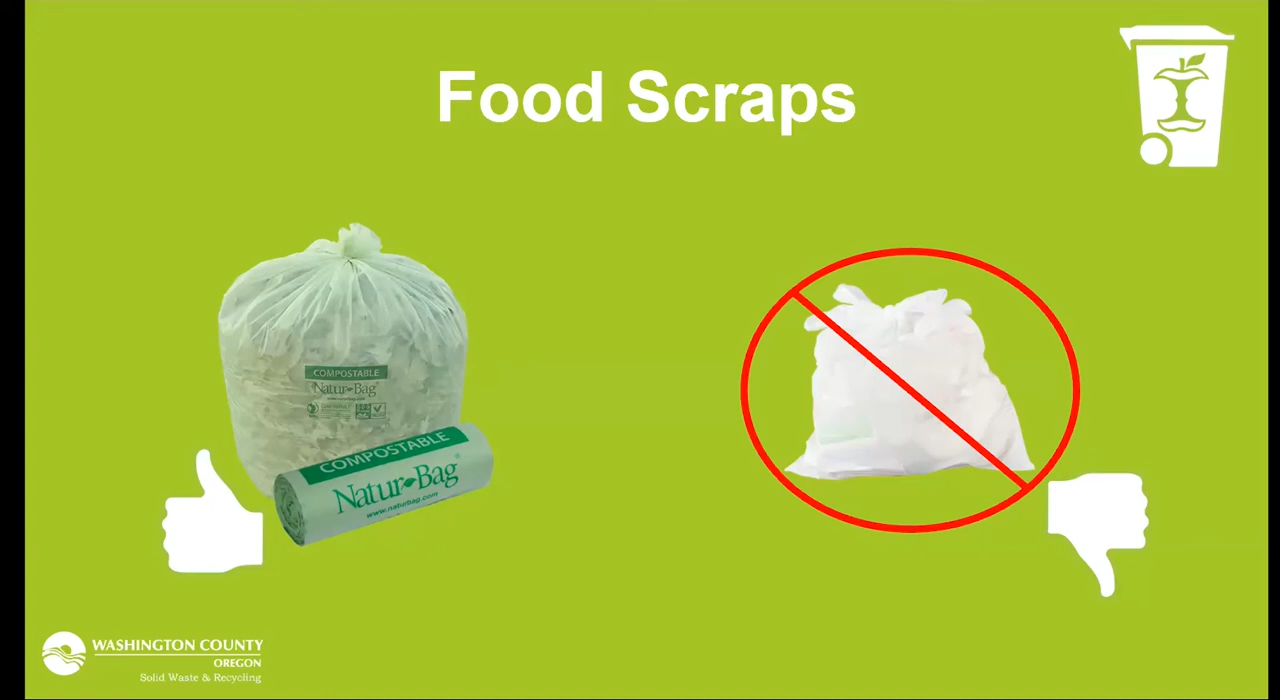 Food Scraps
COMPOSTABLE
Natur-Bag
COMPOSTABLE
Natur-Bag
www.naturbag.com
WASHINGTON COUNTY
OREGON
Solid Waste & Recycling